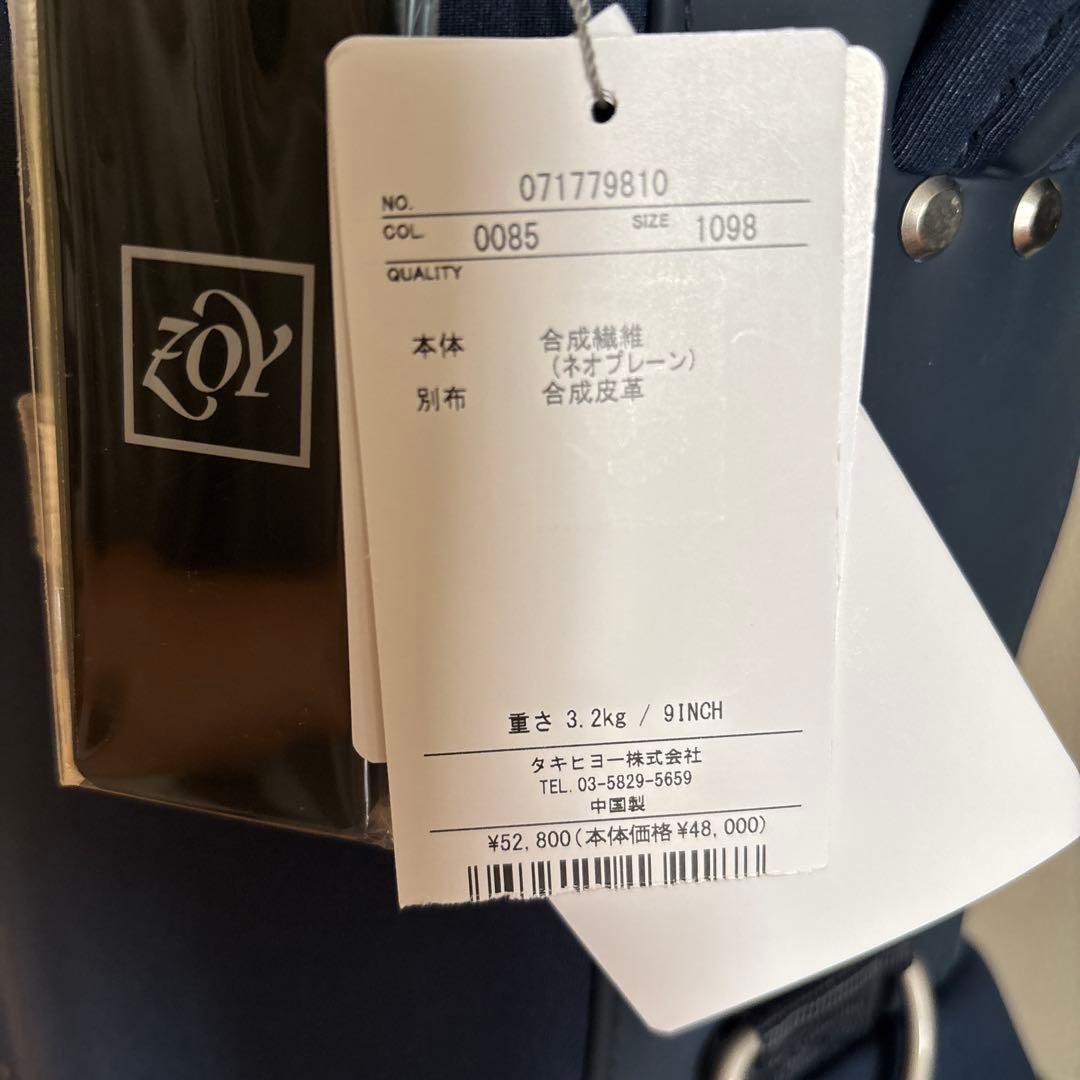 ZOY
NO. 071779810
COL. 0085 SIZE 1098
QUALITY
本体 合成繊維
(ネオプレーン)
別布 合成皮革
重さ 3.2kg / 9INCH
タキヒヨー株式会社
TEL.03-5829-5659
中国製
¥52,800(本体価格¥48,000)